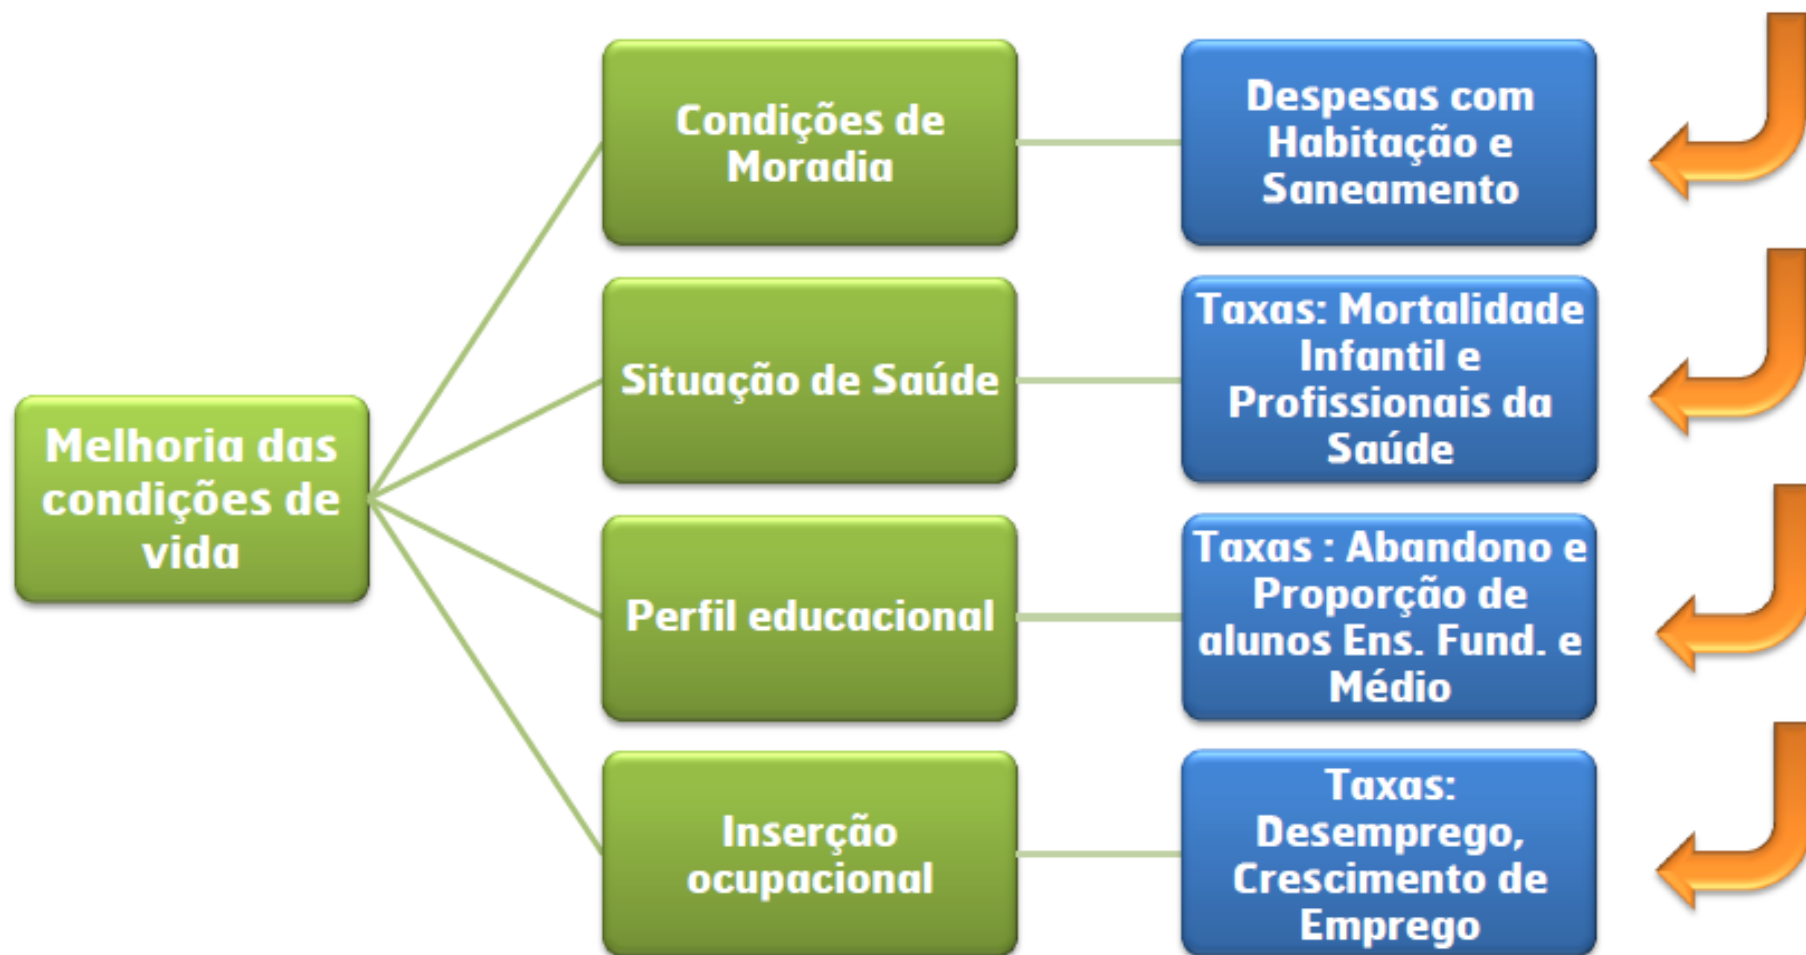 Melhoria das
condições de
vida
Condições de
Moradia
Despesas com
Habitação e
Saneamento
Situação de Saúde
Taxas: Mortalidade
Infantil e
Profissionais da
Saúde
Perfil educacional
Taxas : Abandono e
Proporção de
alunos Ens. Fund. e
Médio
Inserção
ocupacional
Taxas:
Desemprego,
Crescimento de
Emprego